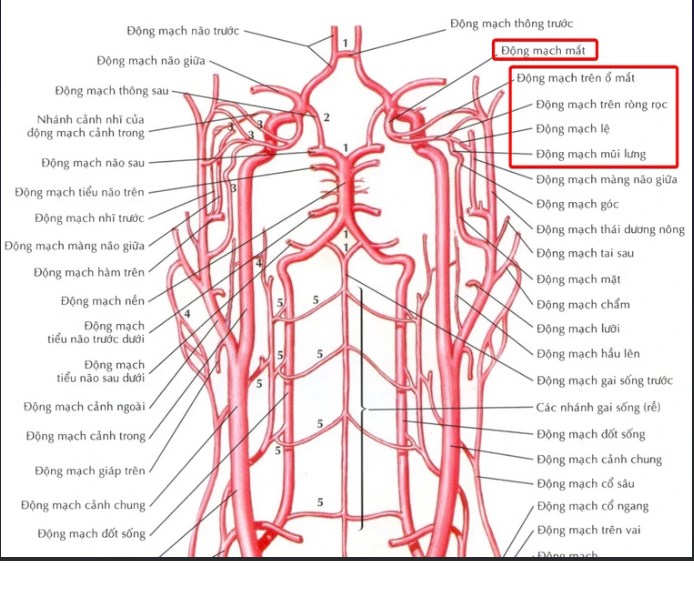 Động mạch não trước
Động mạch não giữa
Động mạch thông sau
Nhánh cảnh nhĩ của
động mạch cảnh trong
Động mạch não sau
Động mạch tiểu não trên
Động mạch nhĩ trước
Động mạch màng não giữa
Động mạch hàm trên
Động mạch nền
Động mạch
tiểu não trước dưới
Động mạch
tiểu não sau dưới
Động mạch cảnh ngoài
Động mạch cảnh trong
Động mạch giáp trên
Động mạch cảnh chung
Động mạch đốt sống
1
2
3
3
3
1
1
1
4
4
5
5
5
5
5
5
5
5
Động mạch thông trước
Động mạch mắt
Động mạch trên ổ mắt
Động mạch trên ròng rọc
Động mạch lệ
Động mạch mũi lưng
Động mạch màng não giữa
Động mạch góc
Động mạch thái dương nông
Động mạch tai sau
Động mạch mặt
Động mạch chẩm
Động mạch lưỡi
Động mạch hầu lên
Động mạch gai sống trước
Các nhánh gai sống (rễ)
Động mạch đốt sống
Động mạch cảnh chung
Động mạch cổ sâu
Động mạch cổ ngang
Động mạch trên vai
Động mạch